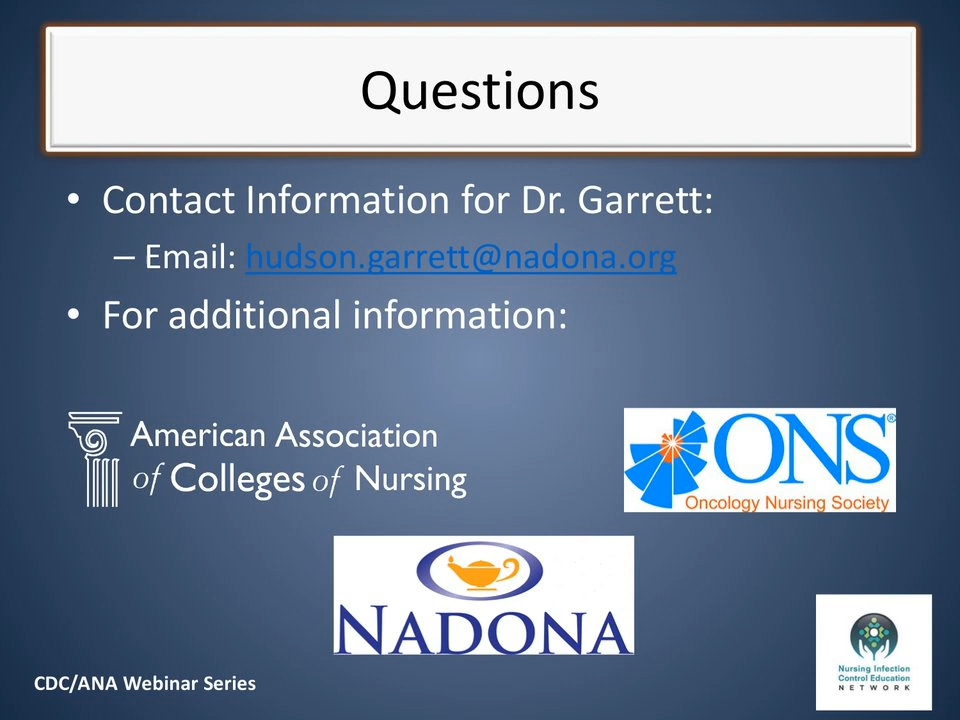 Questions
• Contact Information for Dr. Garrett:
– Email: hudson.garrett@nadona.org
• For additional information:
American Association
of Colleges of Nursing
ONS®
Oncology Nursing Society
NADONA
Nursing Infection
Control Education
NETWORK
CDC/ANA Webinar Series